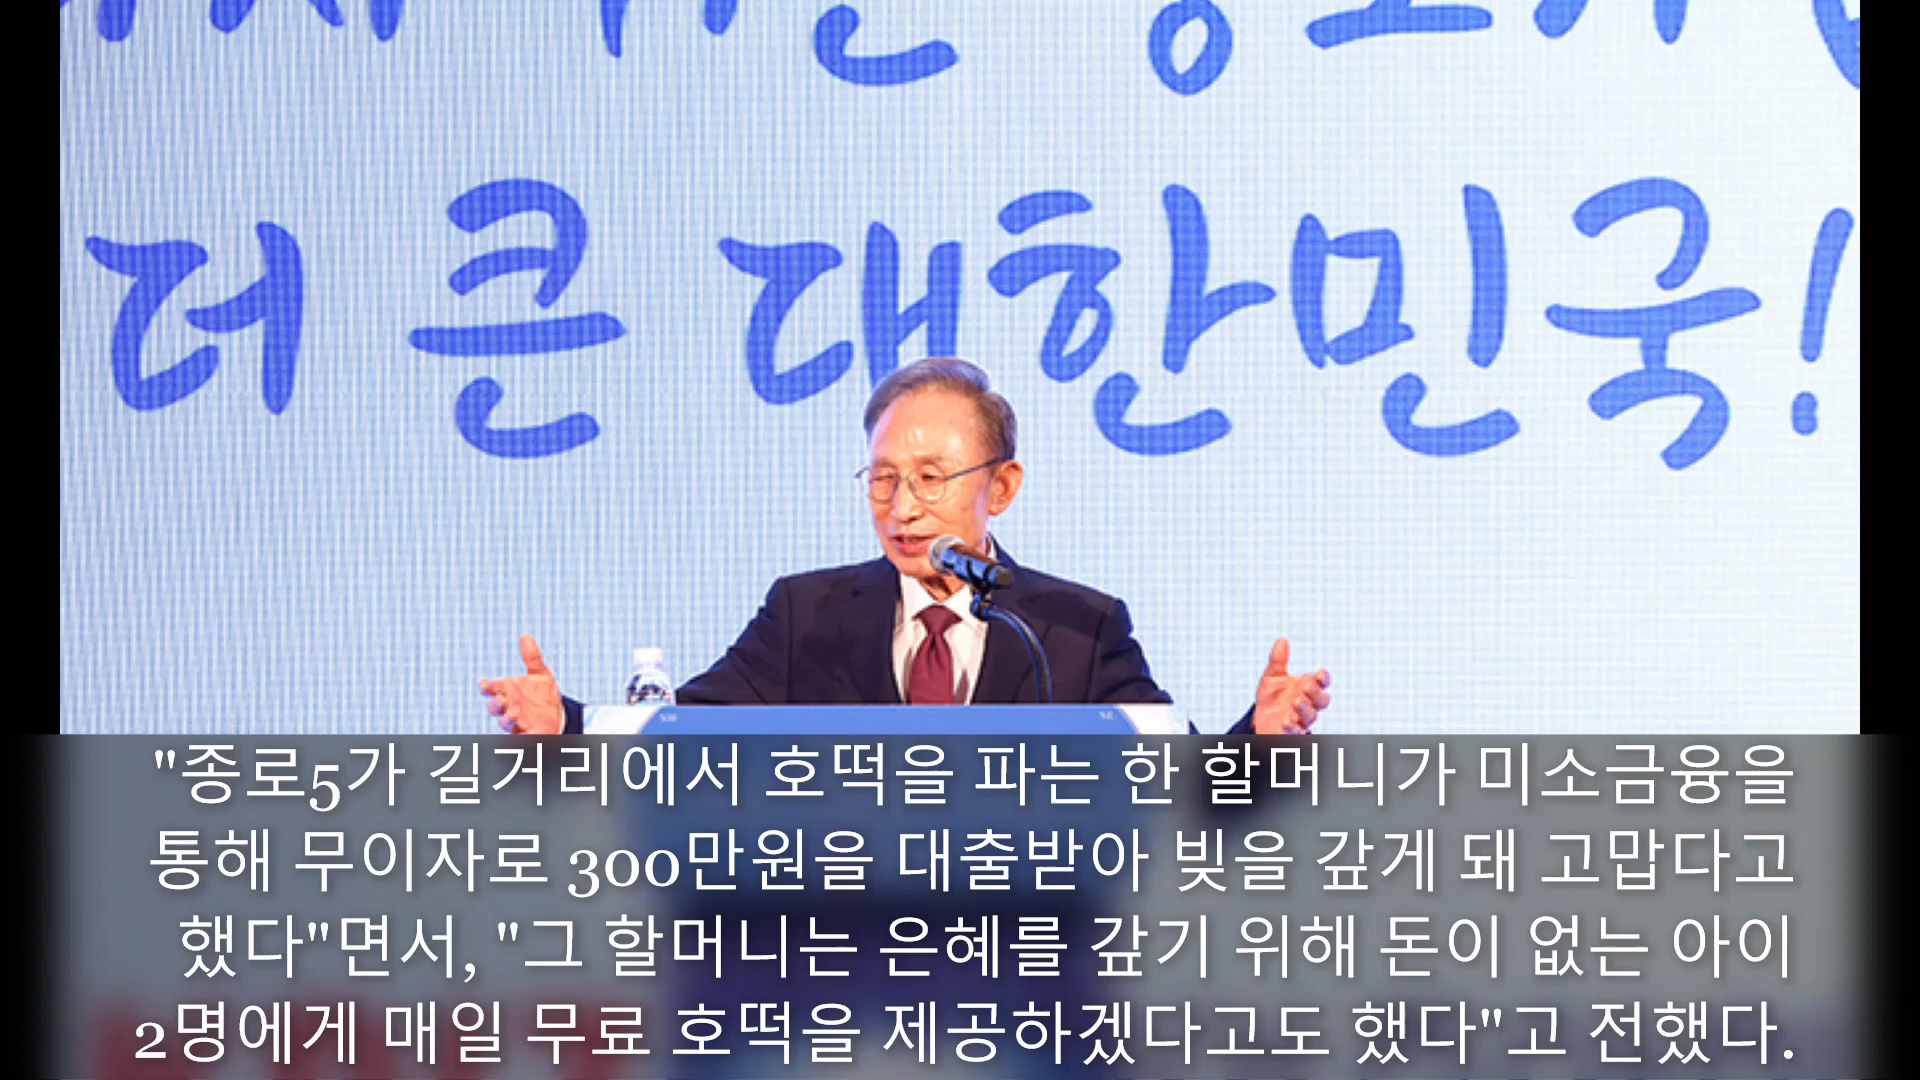 더 큰 대한민국!
"종로5가 길거리에서 호떡을 파는 한 할머니가 미소금융을
통해 무이자로 300만원을 대출받아 빚을 갚게 돼 고맙다고
했다"면서, "그 할머니는 은혜를 갚기 위해 돈이 없는 아이
2명에게 매일 무료 호떡을 제공하겠다고도 했다"고 전했다.